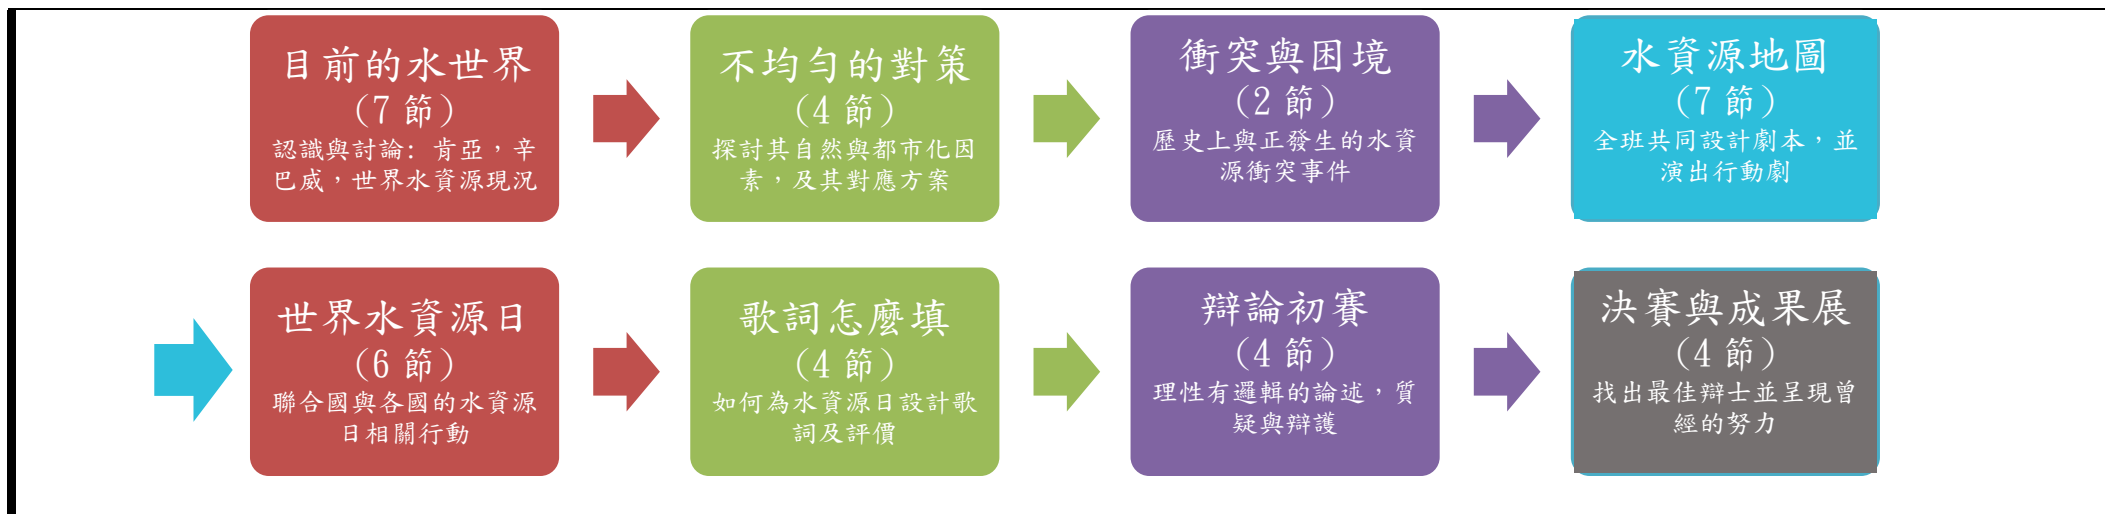 目前的水世界
(7 節)
認識與討論: 肯亞，辛
巴威，世界水資源現況
不均勻的對策
(4 節)
探討其自然與都市化因
素，及其對應方案
衝突與困境
(2 節)
歷史上與正發生的水資
源衝突事件
水資源地圖
(7 節)
全班共同設計劇本，並
演出行動劇
世界水資源日
(6 節)
聯合國與各國的水資源
日相關行動
歌詞怎麼填
(4 節)
如何為水資源日設計歌
詞及評價
辯論初賽
(4 節)
理性有邏輯的論述，質
疑與辯護
決賽與成果展
(4 節)
找出最佳辯士並呈現曾
經的努力